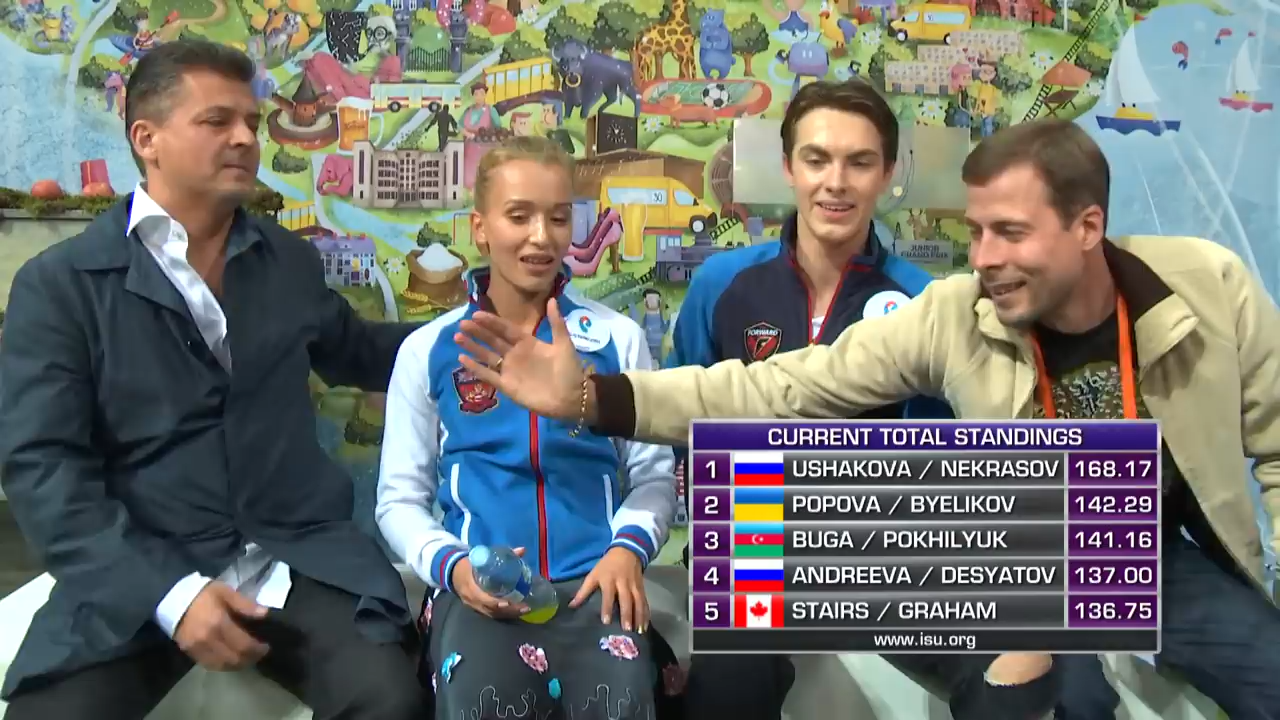 JUNIOR
GRAND PRIX
FORWARD
CURRENT TOTAL STANDINGS
1 USHAKOVA / NEKRASOV 168.17
2 POPOVA / BYELIKOV 142.29
3 BUGA / POKHILYUK 141.16
4 ANDREEVA / DESYATOV 137.00
5 STAIRS / GRAHAM 136.75
www.isu.org